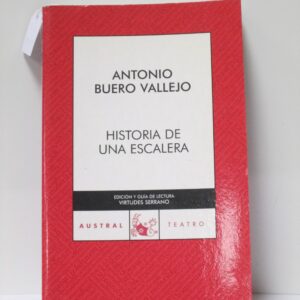 ANTONIO
BUERO VALLEJO
HISTORIA DE
UNA ESCALERA
EDICIÓN Y GUÍA DE LECTURA
VIRTUDES SERRANO
AUSTRAL TEATRO